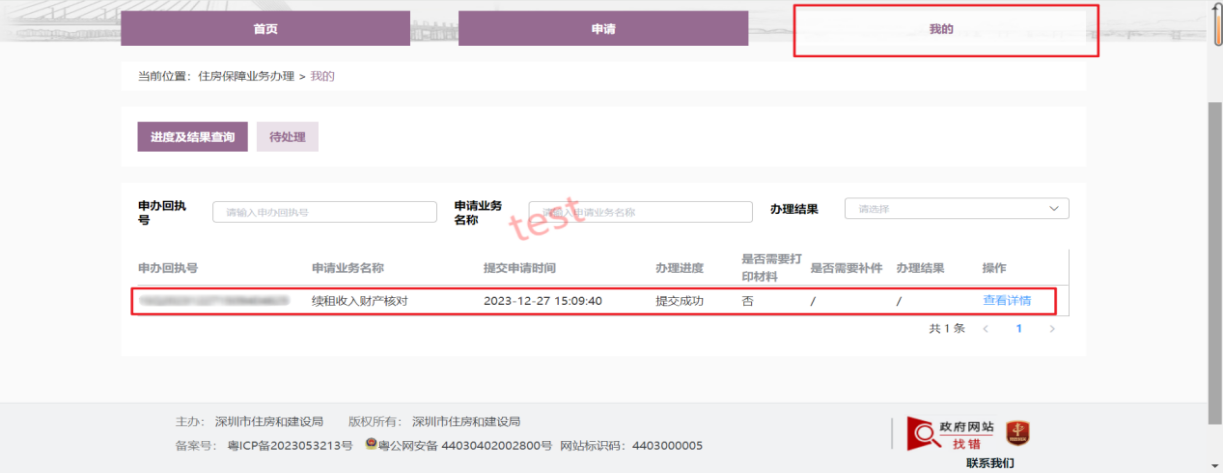 首页 申请 我的
当前位置：住房保障业务办理 > 我的
进度及结果查询 待处理
申办回执
号
请输入申办回执号
申请业务
名称
请输入申请业务名称
办理结果 请选择
test
申办回执号 申请业务名称 提交申请时间 办理进度 是否需要打
印材料 是否需要补件 办理结果 操作
续租收入财产核对 2023-12-27 15:09:40 提交成功 否 / / 查看详情
共 1 条 < 1 >
主办： 深圳市住房和建设局 版权所有： 深圳市住房和建设局
备案号： 粤ICP备2023053213号 粤公网安备 44030402002800号 网站标识码：4403000005
政府网站
找错
联系我们